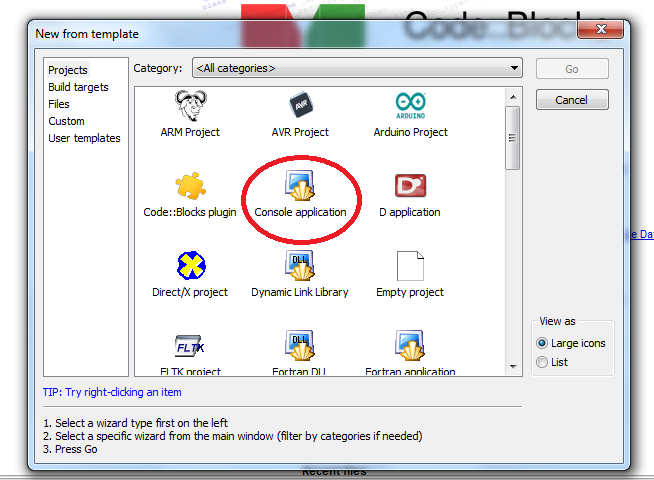 Code::Block
New from template
Projects
Build targets
Files
Custom
User templates
Category: <All categories>
Go
Cancel
AVR
ARDUINO
ARM Project
AVR Project
Arduino Project
Code::Blocks plugin
Console application
D application
DLL
Direct/X project
Dynamic Link Library
Empty project
FLTK
DLL
FLTK project
Fortran DLL
Fortran application
e Da
View as
Large icons
List
TIP: Try right-clicking an item
1. Select a wizard type first on the left
2. Select a specific wizard from the main window (filter by categories if needed)
3. Press Go
Recent files